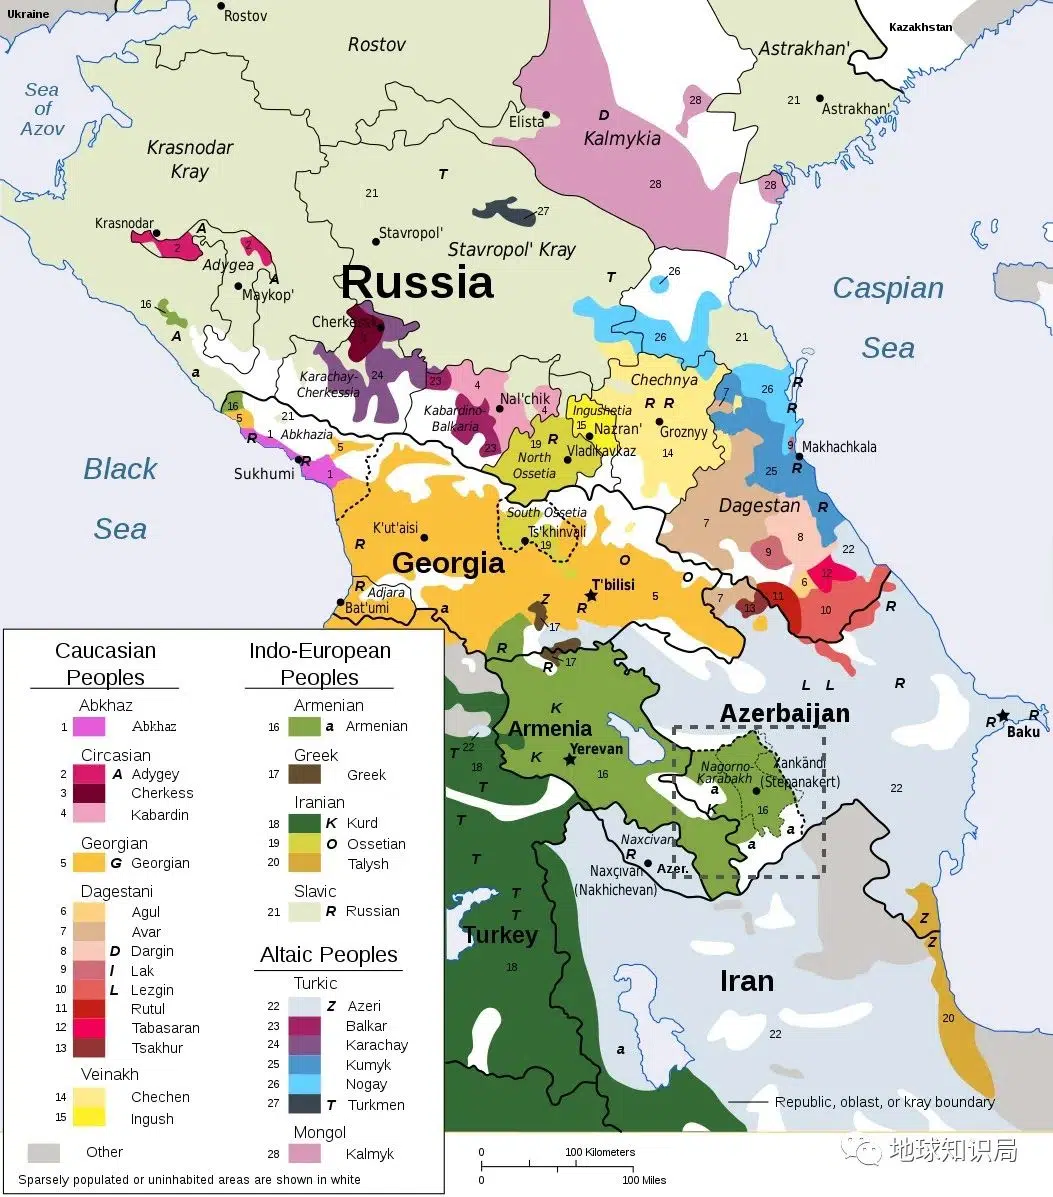 Ukraine
Rostov
Rostov
Kazakhstan
Astrakhan'
21
Astrakhan'
Sea
of
Azov
Elista
D
Kalmykia
28
28
28
Krasnodar
Kray
T
21
27
Stavropol'
Stavropol' Kray
Krasnodar
A
2
2
Adygea
A
Maykop'
Russia
T
26
Caspian
Sea
16
A
a
Cherkessk
26
21
Karachay-
Cherkessia
24
23
4
Nal'chik
4
Kabardino-
Balkaria
23
Chechnya
R R
Ingushetia
15
Nazran'
Groznyy
14
7
26
R
R
16
5
21
R
1
Abkhazia
5
Sukhumi
R
1
19
R
North
Ossetia
Vladikavkaz
9
Makhachkala
R
25
Black
Sea
Dagestan
R
7
8
9
22
South Ossetia
Ts'khinvali
19
K'ut'aisi
R
Georgia
O
O
12
6
T'bilisi
5
R
R
Adjara
Bat'umi
a
Z
17
7
13
11
10
R
R
R
17
L L
R
Azerbaijan
R
R
Baku
K
Armenia
K
Yerevan
16
T
22
18
T
Nagorno-
Karabakh
Xankändi
(Stepanakert)
a
K
16
a
a
22
T
Naxcivan
R
Naxçıvan
Azer.
(Nakhichevan)
T
T
T
Turkey
18
Z
Z
Iran
20
22
a
Caucasian
Peoples
Abkhaz
1 Abkhaz
Circasian
2 A Adygey
3 Cherkess
4 Kabardin
Georgian
5 G Georgian
Dagestani
6 Agul
7 Avar
8 D Dargin
9 I Lak
10 L Lezgin
11 Rutul
12 Tabasaran
13 Tsakhur
Veinakh
14 Chechen
15 Ingush
Other
Indo-European
Peoples
Armenian
16 a Armenian
Greek
17 Greek
Iranian
18 K Kurd
19 O Ossetian
20 Talysh
Slavic
21 R Russian
Altaic Peoples
Turkic
22 Z Azeri
23 Balkar
24 Karachay
25 Kumyk
26 Nogay
27 T Turkmen
Mongol
28 Kalmyk
Sparsely populated or uninhabited areas are shown in white
Republic, oblast, or kray boundary
0 100 Kilometers
0 100 Miles
地球知识局